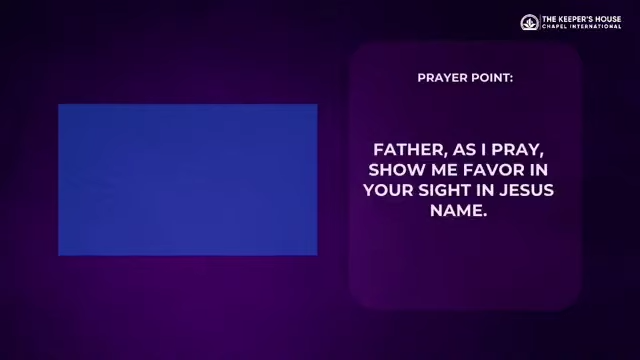 THE KEEPER'S HOUSE
CHAPEL INTERNATIONAL
PRAYER POINT:
FATHER, AS I PRAY,
SHOW ME FAVOR IN
YOUR SIGHT IN JESUS
NAME.